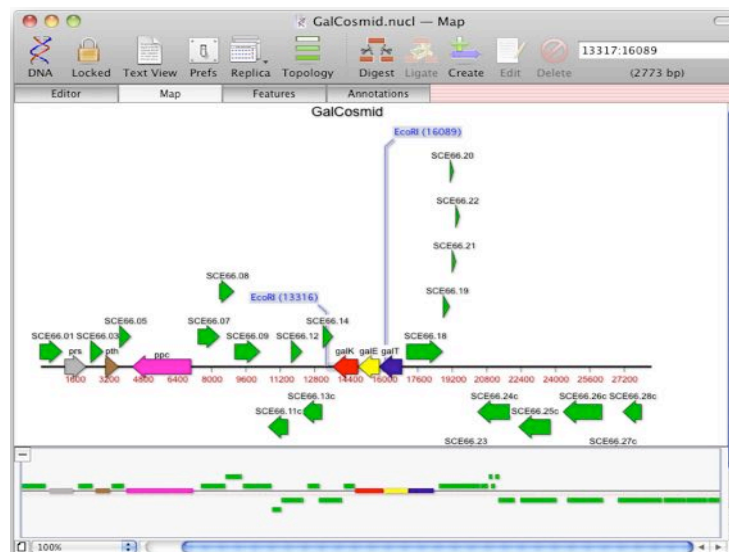 GalCosmid.nucl — Map
DNA Locked Text View Prefs Replica Topology Digest Ligate Create Edit Delete
13317:16089
(2773 bp)
Editor Map Features Annotations
GalCosmid
EcoRI (16089)
SCE66.20
SCE66.22
SCE66.21
SCE66.08
EcoRI (13316)
SCE66.19
SCE66.05 SCE66.07 SCE66.14
SCE66.01 SCE66.03 SCE66.09 SCE66.12 SCE66.18
prs pth ppc galK galE galT
1600 3200 4800 6400 8000 9600 11200 12800 14400 16000 17600 19200 20800 22400 24000 25600 27200
SCE66.13c SCE66.24c SCE66.26c
SCE66.11c SCE66.25c SCE66.28c
SCE66.23 SCE66.27c
100%